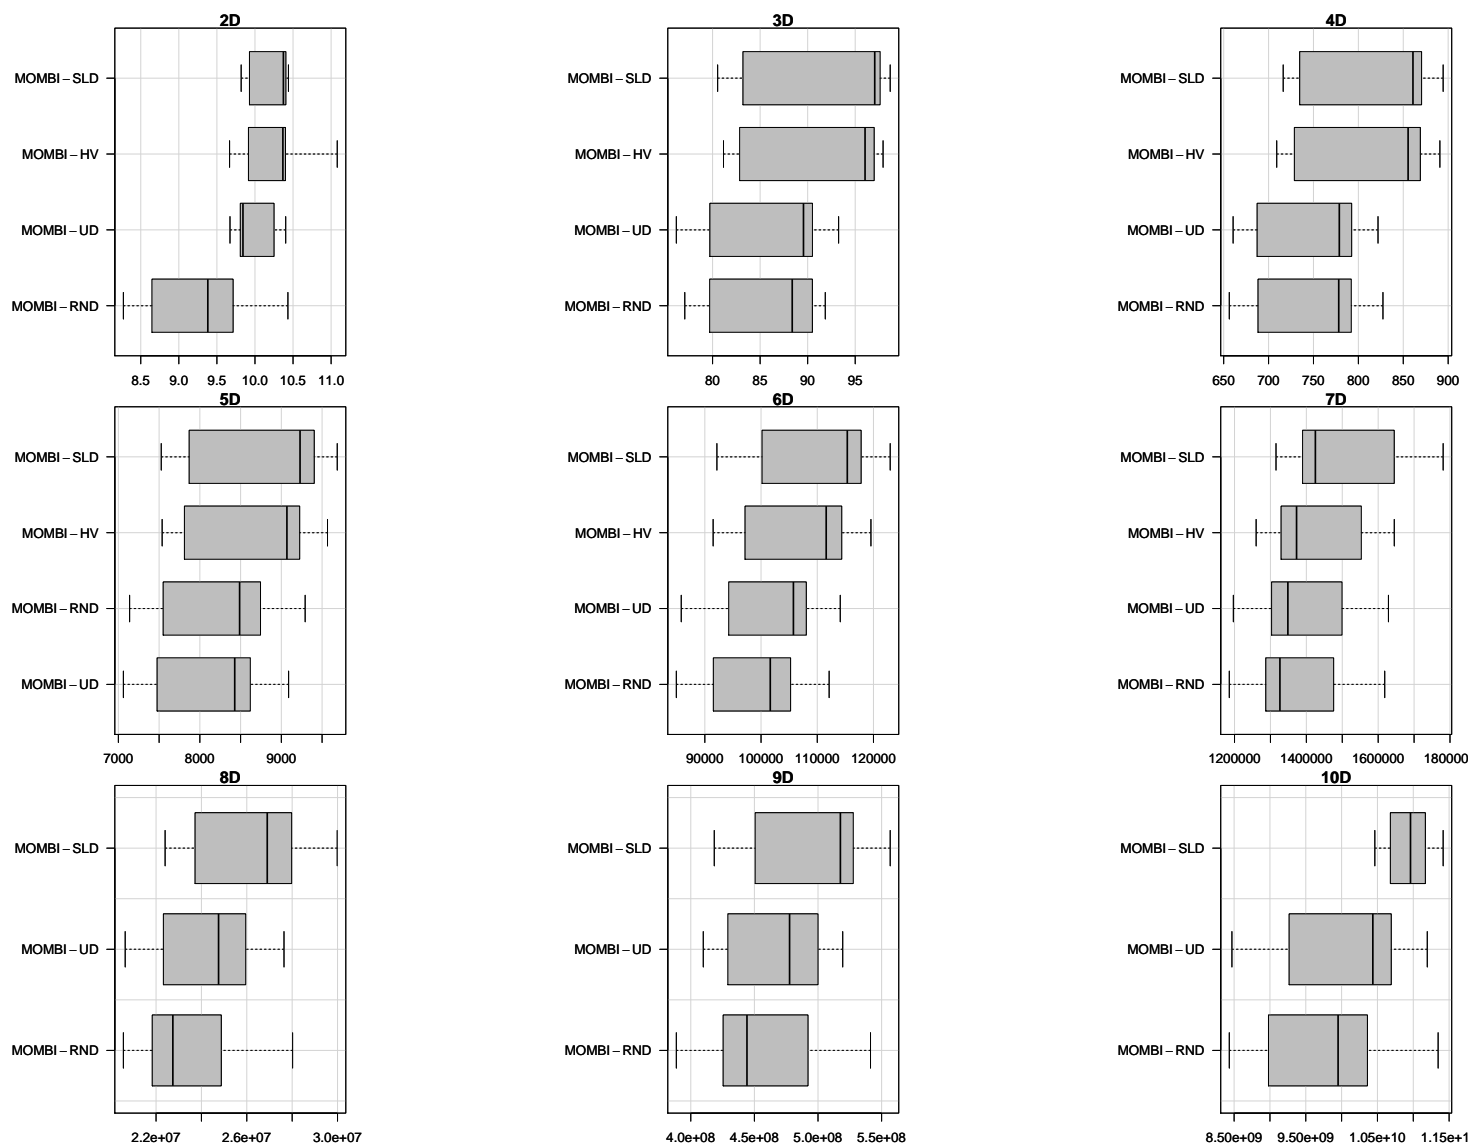 2D
MOMBI−SLD
MOMBI−HV
MOMBI−UD
MOMBI−RND
8.5 9.0 9.5 10.0 10.5 11.0
3D
MOMBI−SLD
MOMBI−HV
MOMBI−UD
MOMBI−RND
80 85 90 95
4D
MOMBI−SLD
MOMBI−HV
MOMBI−UD
MOMBI−RND
650 700 750 800 850 900
5D
MOMBI−SLD
MOMBI−HV
MOMBI−RND
MOMBI−UD
7000 8000 9000
6D
MOMBI−SLD
MOMBI−HV
MOMBI−UD
MOMBI−RND
90000 100000 110000 120000
7D
MOMBI−SLD
MOMBI−HV
MOMBI−UD
MOMBI−RND
1200000 1400000 1600000 180000
8D
MOMBI−SLD
MOMBI−UD
MOMBI−RND
2.2e+07 2.6e+07 3.0e+07
9D
MOMBI−SLD
MOMBI−UD
MOMBI−RND
4.0e+08 4.5e+08 5.0e+08 5.5e+08
10D
MOMBI−SLD
MOMBI−UD
MOMBI−RND
8.50e+09 9.50e+09 1.05e+10 1.15e+1